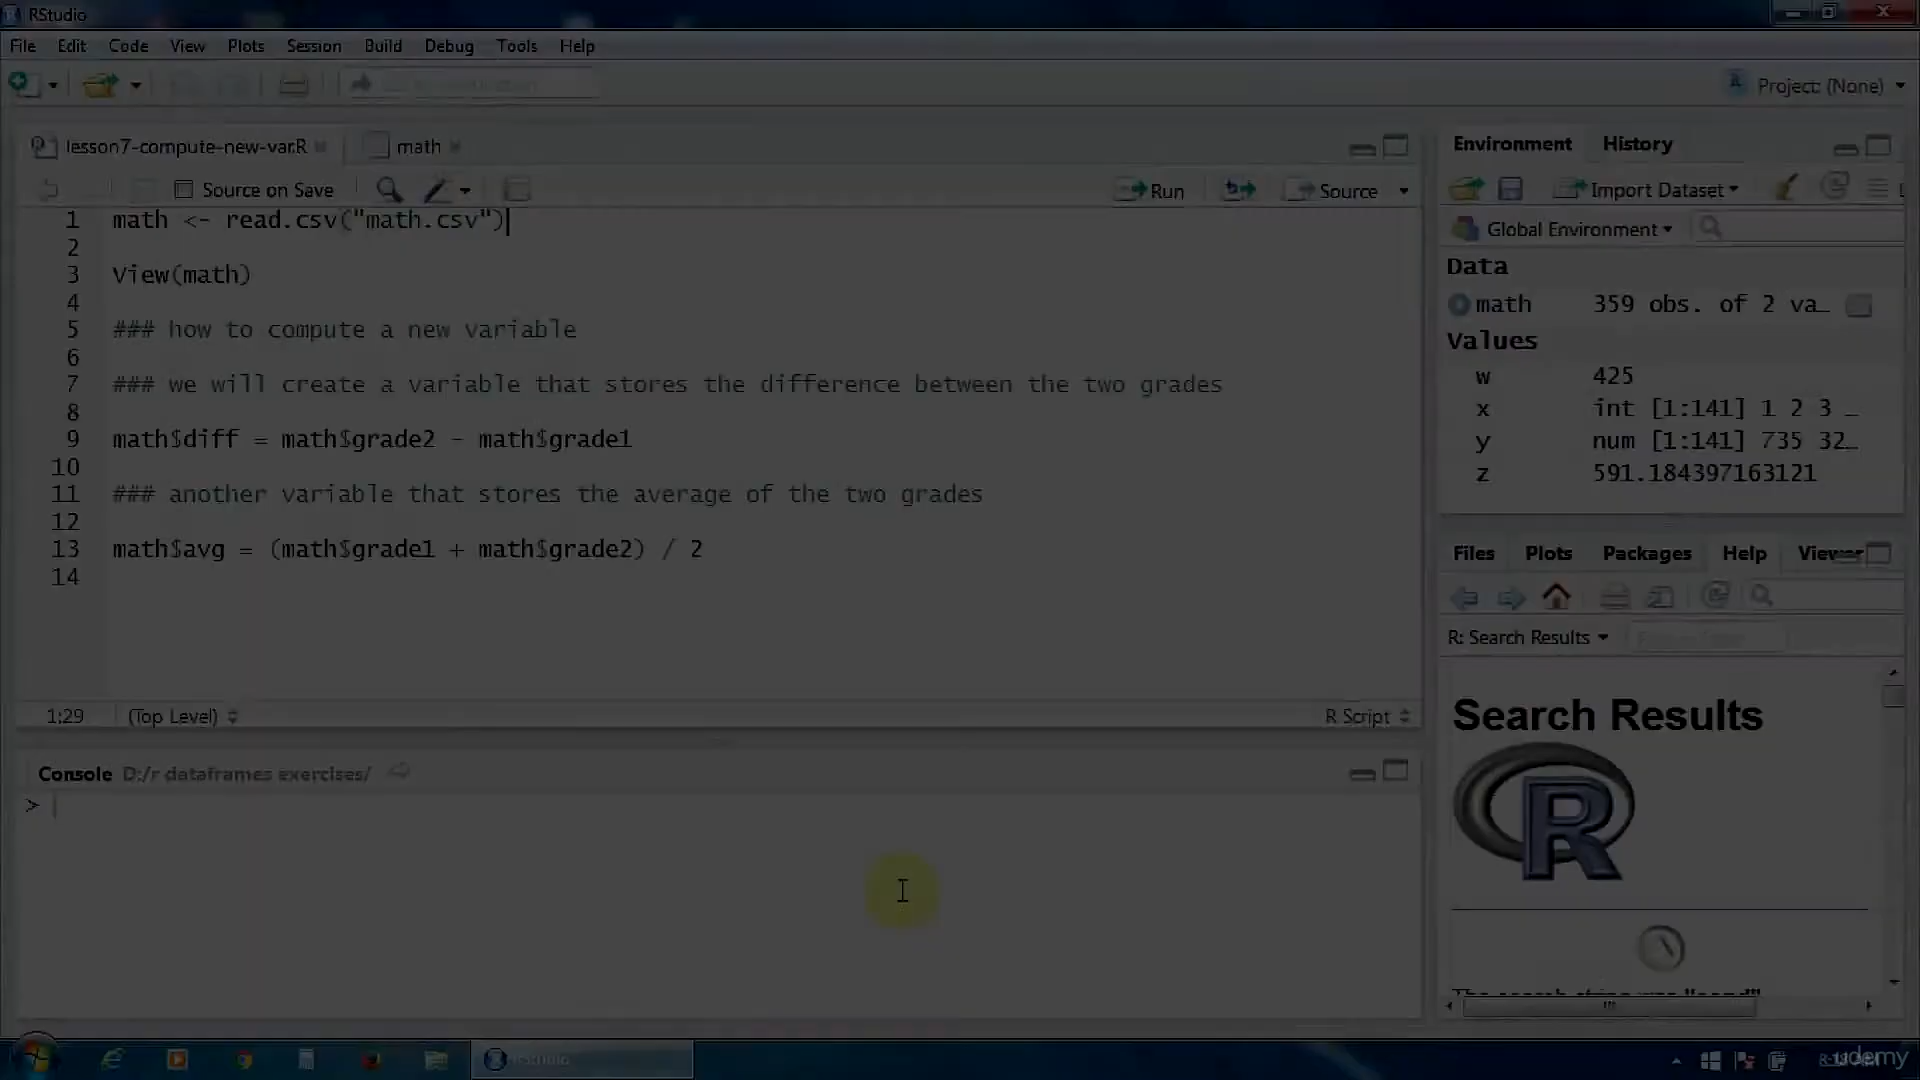 RStudio
File Edit Code View Plots Session Build Debug Tools Help
Project: (None)
lesson7-compute-new-var.R
math
Source on Save
Run
Source
1 math <- read.csv("math.csv")
2
3 View(math)
4
5 ### how to compute a new variable
6
7 ### we will create a variable that stores the difference between the two grades
8
9 math$diff = math$grade2 - math$grade1
10
11 ### another variable that stores the average of the two grades
12
13 math$avg = (math$grade1 + math$grade2) / 2
14
1:29 (Top Level) R Script
Console D:/r dataframes exercises/
>
Environment History
Import Dataset
Global Environment
Data
math 359 obs. of 2 va…
Values
w 425
x int [1:141] 1 2 3 …
y num [1:141] 735 32…
z 591.184397163121
Files Plots Packages Help Viewer
R: Search Results
Search Results
R
RStudio
udemy